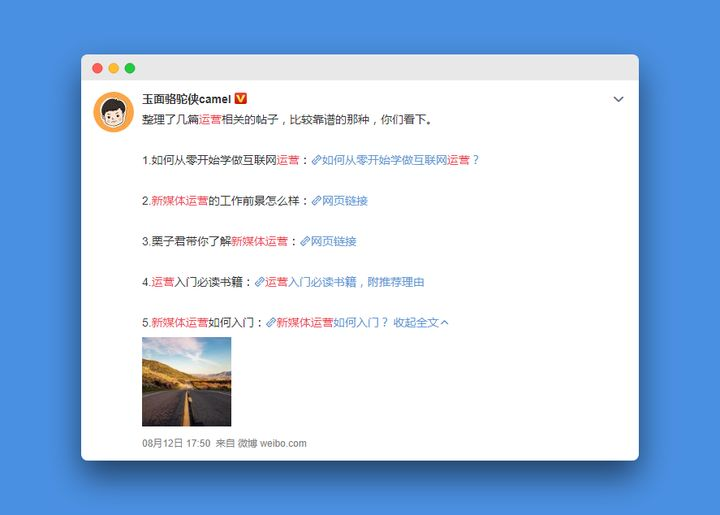 玉面骆驼侠camel
整理了几篇运营相关的帖子，比较靠谱的那种，你们看下。
1.如何从零开始学做互联网运营：如何从零开始学做互联网运营？
2.新媒体运营的工作前景怎么样：网页链接
3.栗子君带你了解新媒体运营：网页链接
4.运营入门必读书籍：运营入门必读书籍，附推荐理由
5.新媒体运营如何入门：新媒体运营如何入门？ 收起全文
08月12日 17:50 来自 微博 weibo.com